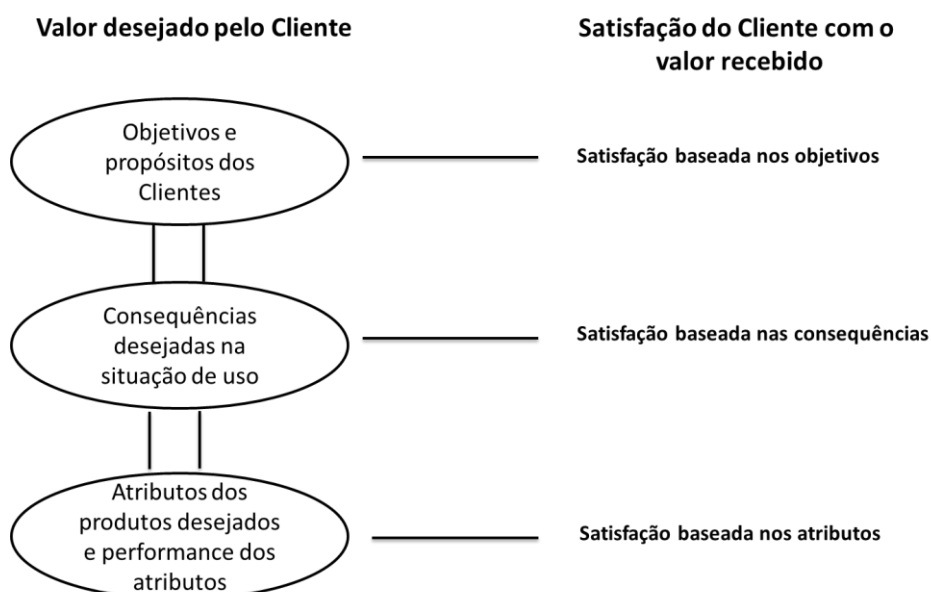 Valor desejado pelo Cliente
Satisfação do Cliente com o
valor recebido
Objetivos e
propósitos dos
Clientes
Satisfação baseada nos objetivos
Consequências
desejadas na
situação de uso
Satisfação baseada nas consequências
Atributos dos
produtos desejados
e performance dos
atributos
Satisfação baseada nos atributos